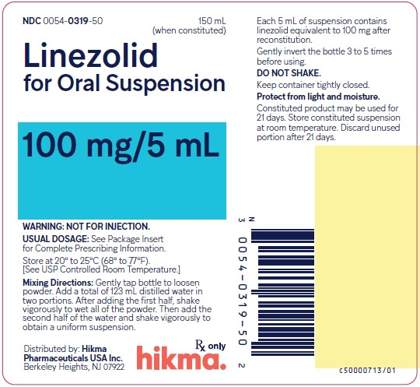 NDC 0054-0319-50
150 mL
(when constituted)
Linezolid
for Oral Suspension
100 mg/5 mL
WARNING: NOT FOR INJECTION.
USUAL DOSAGE: See Package Insert
for Complete Prescribing Information.
Store at 20° to 25°C (68° to 77°F).
[See USP Controlled Room Temperature.]
Mixing Directions: Gently tap bottle to loosen
powder. Add a total of 123 mL distilled water in
two portions. After adding the first half, shake
vigorously to wet all of the powder. Then add the
second half of the water and shake vigorously to
obtain a uniform suspension.
Distributed by: Hikma
Pharmaceuticals USA Inc.
Berkeley Heights, NJ 07922
Rx only
hikma.
Each 5 mL of suspension contains
linezolid equivalent to 100 mg after
reconstitution.
Gently invert the bottle 3 to 5 times
before using.
DO NOT SHAKE.
Keep container tightly closed.
Protect from light and moisture.
Constituted product may be used for
21 days. Store constituted suspension
at room temperature. Discard unused
portion after 21 days.
N
3 0054-0319-50 2
c50000713/01